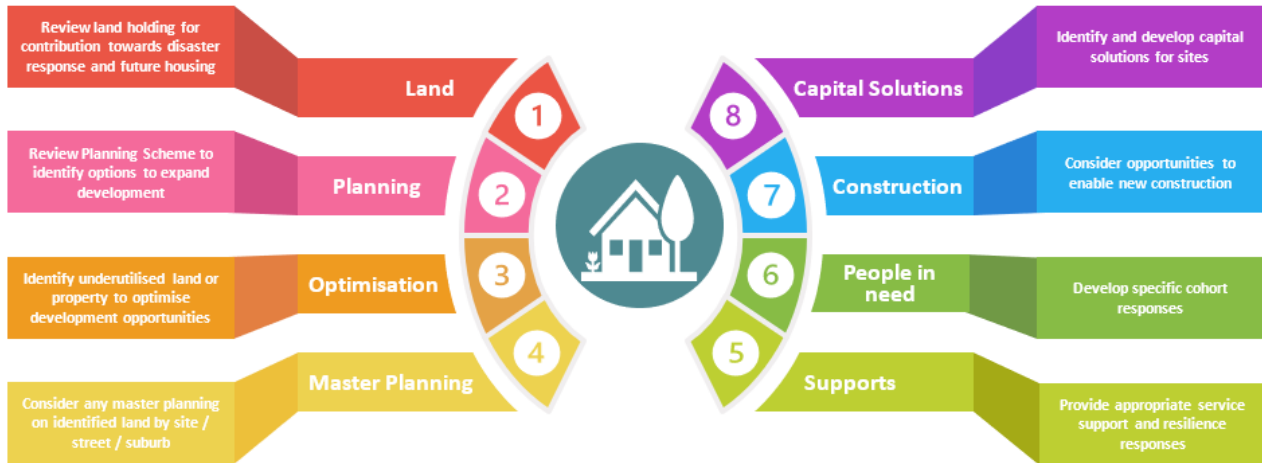 Review land holding for
contribution towards disaster
response and future housing
Land
1
Review Planning Scheme to
identify options to expand
development
Planning
2
Identify underutilised land or
property to optimise
development opportunities
Optimisation
3
Consider any master planning
on identified land by site /
street / suburb
Master Planning
4
8
Capital Solutions
Identify and develop capital
solutions for sites
7
Construction
Consider opportunities to
enable new construction
6
People in
need
Develop specific cohort
responses
5
Supports
Provide appropriate service
support and resilience
responses